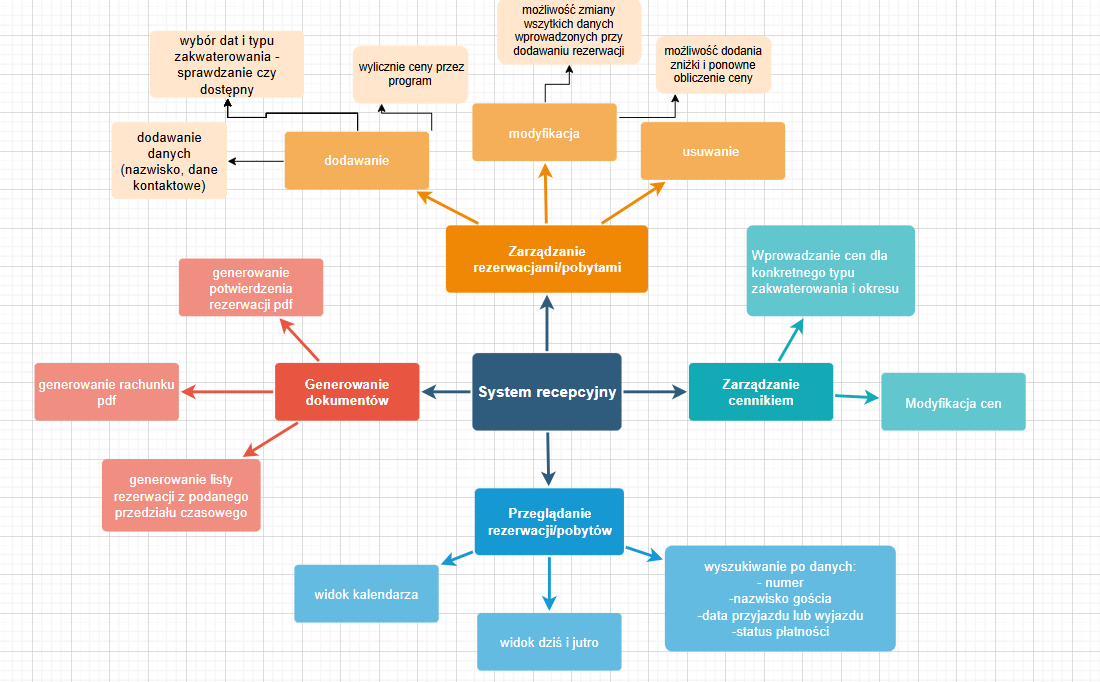 możliwość zmiany
wszytkich danych
wprowadzonych przy
dodawaniu rezerwacji
wybór dat i typu
zakwaterowania -
sprawdzanie czy
dostępny
wylicznie ceny przez
program
możliwość dodania
zniżki i ponowne
obliczenie ceny
dodawanie
danych
(nazwisko, dane
kontaktowe)
dodawanie
modyfikacja
usuwanie
Zarządzanie
rezerwacjami/pobytami
Wprowadzanie cen dla
konkretnego typu
zakwaterowania i okresu
generowanie
potwierdzenia
rezerwacji pdf
generowanie rachunku
pdf
Generowanie
dokumentów
System recepcyjny
Zarządzanie
cennikiem
Modyfikacja cen
generowanie listy
rezerwacji z podanego
przedziału czasowego
Przeglądanie
rezerwacji/pobytów
widok kalendarza
widok dziś i jutro
wyszukiwanie po danych:
- numer
-nazwisko gościa
-data przyjazdu lub wyjazdu
-status płatności